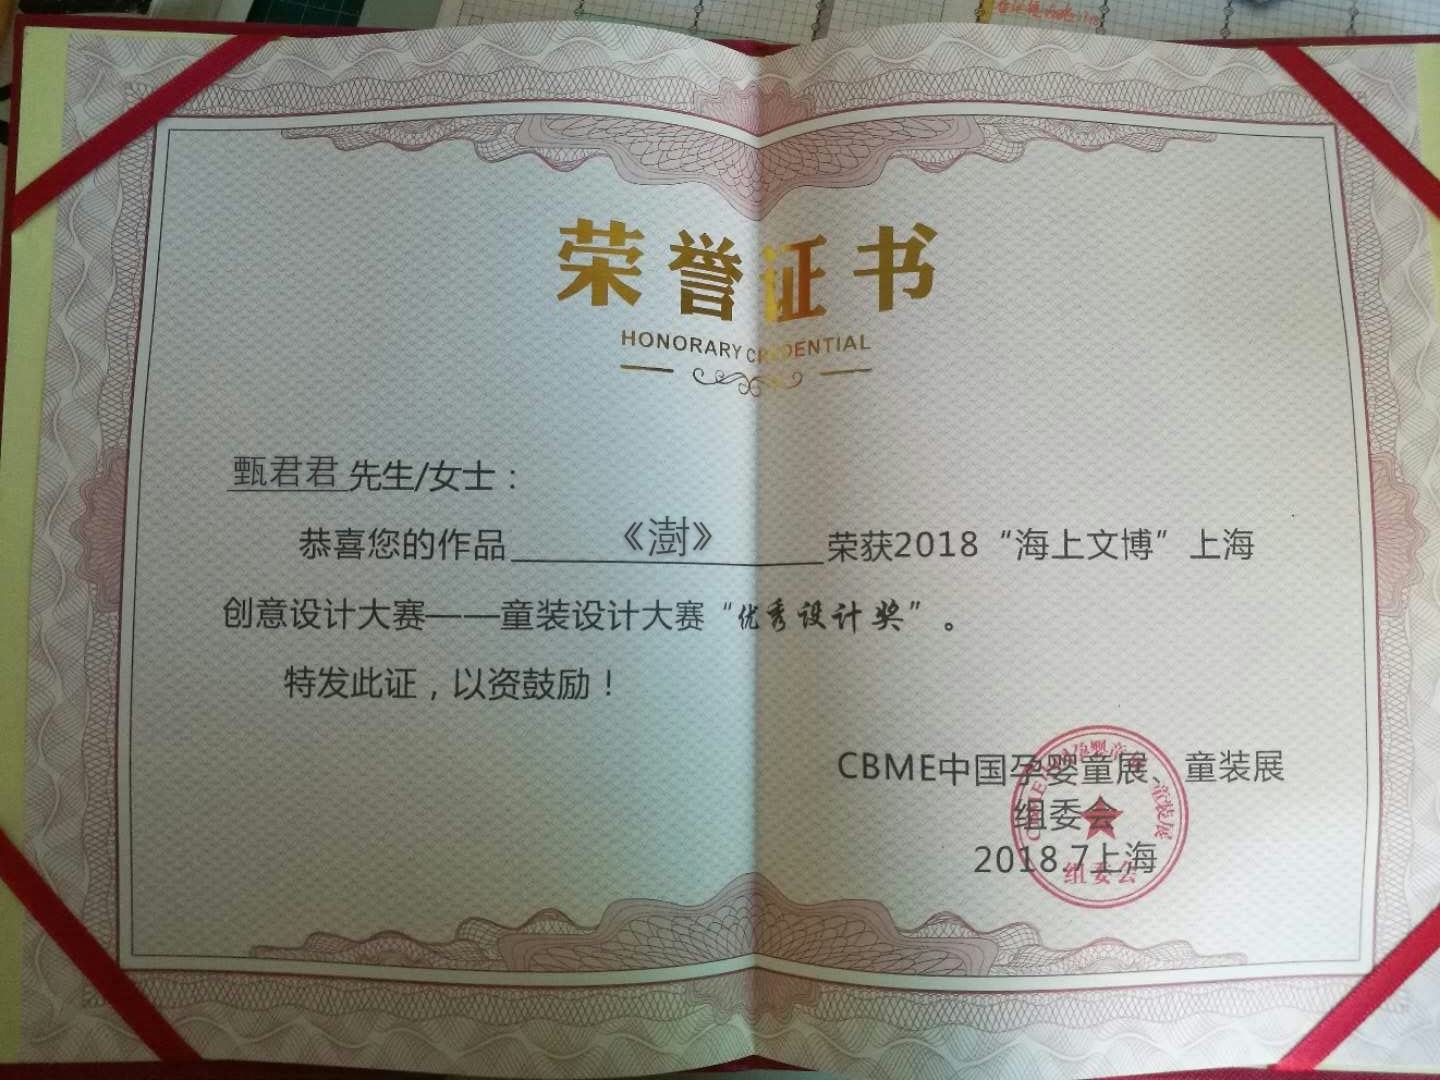 荣誉证书
HONORARY CREDENTIAL
甄君君 先生/女士：
恭喜您的作品 《澍》 荣获2018“海上文博”上海
创意设计大赛——童装设计大赛“优秀设计奖”。
特发此证，以资鼓励！
CBME中国孕婴童展、童装展
组委会
2018.7上海
组委会